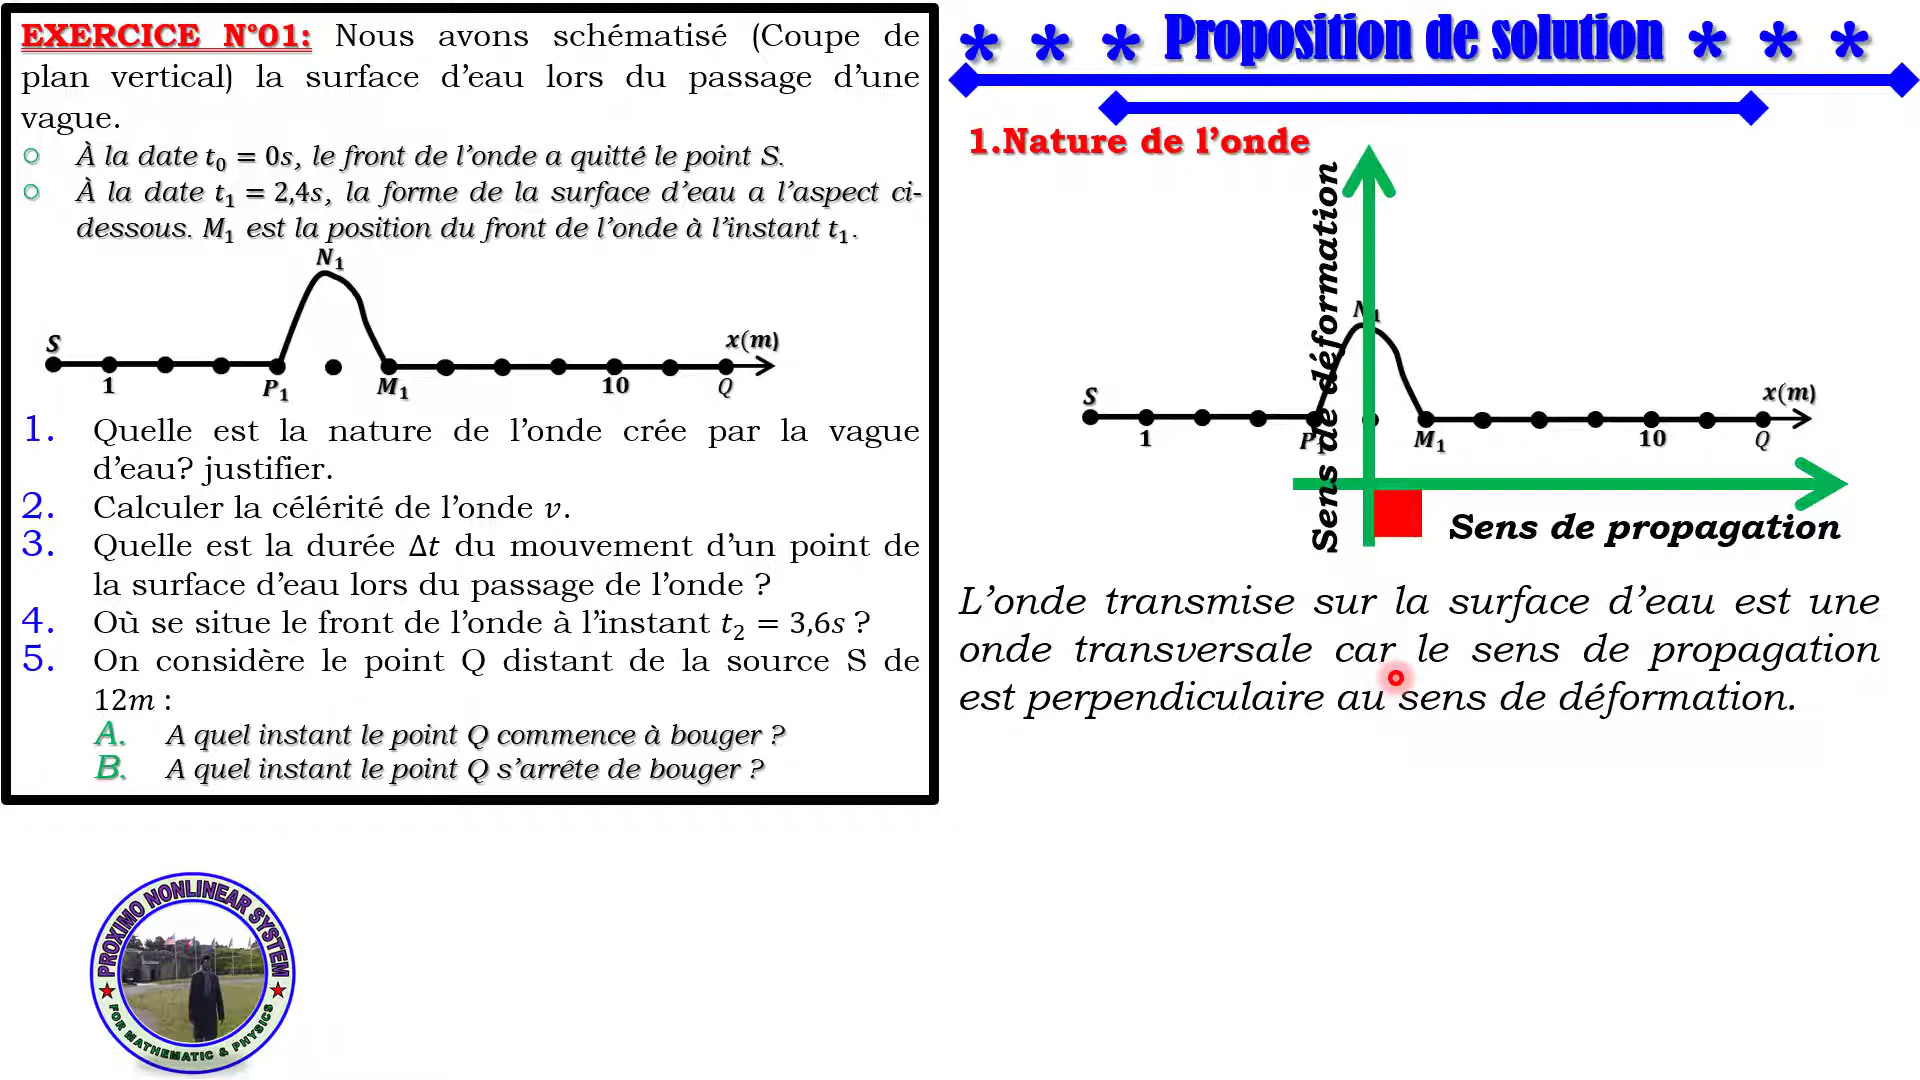 EXERCICE N°01: Nous avons schématisé (Coupe de
plan vertical) la surface d’eau lors du passage d’une
vague.
À la date t₀ = 0s, le front de l’onde a quitté le point S.
À la date t₁ = 2,4s, la forme de la surface d’eau a l’aspect ci-
dessous. M₁ est la position du front de l’onde à l’instant t₁.
N₁
S
x(m)
1
P₁
M₁
10
Q
1. Quelle est la nature de l’onde crée par la vague
d’eau? justifier.
2. Calculer la célérité de l’onde v.
3. Quelle est la durée Δt du mouvement d’un point de
la surface d’eau lors du passage de l’onde ?
4. Où se situe le front de l’onde à l’instant t₂ = 3,6s ?
5. On considère le point Q distant de la source S de
12m :
A. A quel instant le point Q commence à bouger ?
B. A quel instant le point Q s’arrête de bouger ?
PROXIMO NONLINEAR SYSTEM
FOR MATHEMATIC & PHYSICS
* * * Proposition de solution * * *
1.Nature de l’onde
Sens de déformation
N₁
S
x(m)
1
P₁
M₁
10
Q
Sens de propagation
L’onde transmise sur la surface d’eau est une
onde transversale car le sens de propagation
est perpendiculaire au sens de déformation.